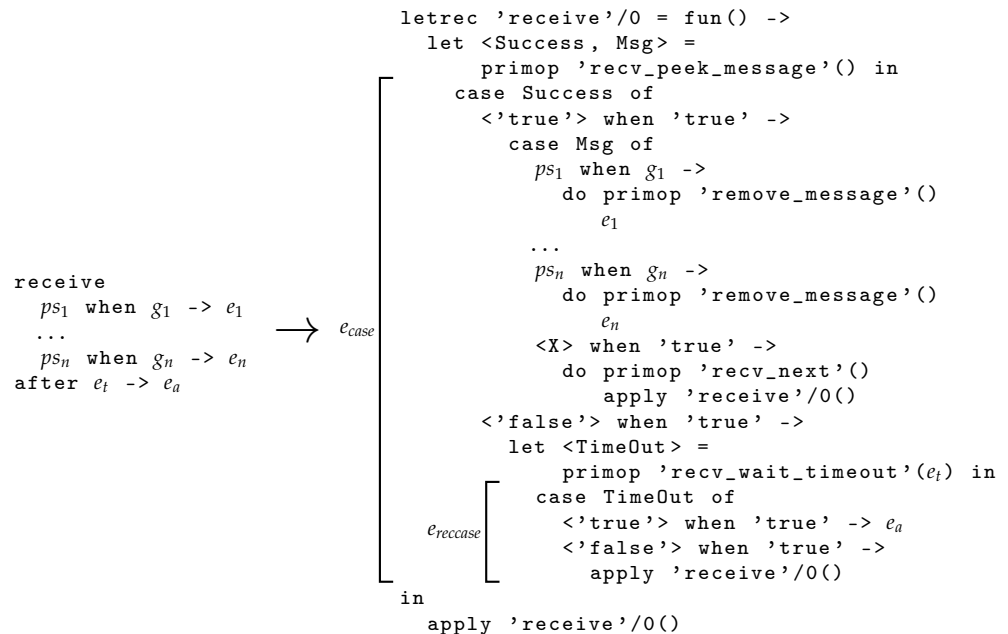 receive
ps₁ when g₁ -> e₁
...
psₙ when gₙ -> eₙ
after eₜ -> eₐ
⟶
e_case
letrec ’receive’/0 = fun() ->
let <Success, Msg> =
primop ’recv_peek_message’() in
case Success of
<’true’> when ’true’ ->
case Msg of
ps₁ when g₁ ->
do primop ’remove_message’()
e₁
...
psₙ when gₙ ->
do primop ’remove_message’()
eₙ
<X> when ’true’ ->
do primop ’recv_next’()
apply ’receive’/0()
<’false’> when ’true’ ->
let <TimeOut> =
primop ’recv_wait_timeout’(eₜ) in
e_reccase
case TimeOut of
<’true’> when ’true’ -> eₐ
<’false’> when ’true’ ->
apply ’receive’/0()
in
apply ’receive’/0()